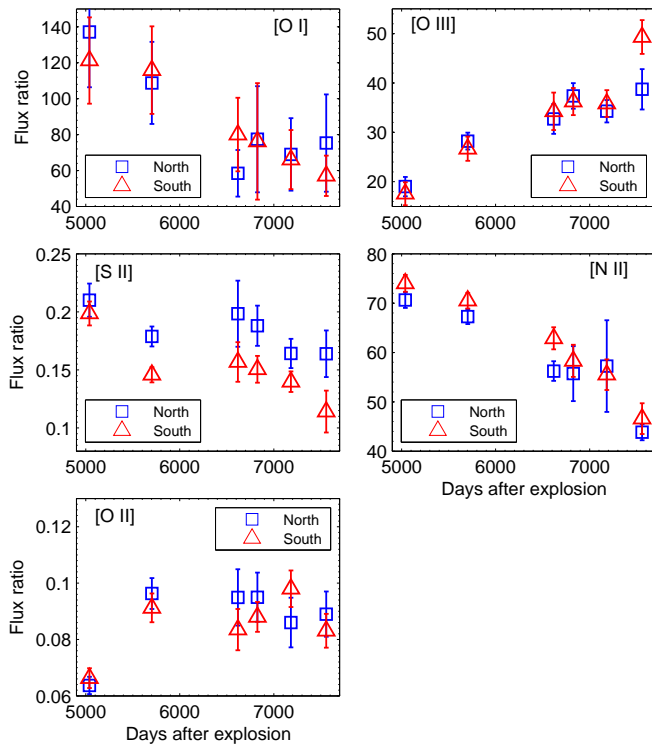 [O I]
Flux ratio
140
120
100
80
60
40
5000
6000
7000
North
South
[O III]
50
40
30
20
5000
6000
7000
North
South
[S II]
Flux ratio
0.25
0.2
0.15
0.1
5000
6000
7000
North
South
[N II]
80
70
60
50
40
5000
6000
7000
Days after explosion
North
South
[O II]
Flux ratio
0.12
0.1
0.08
0.06
5000
6000
7000
Days after explosion
North
South